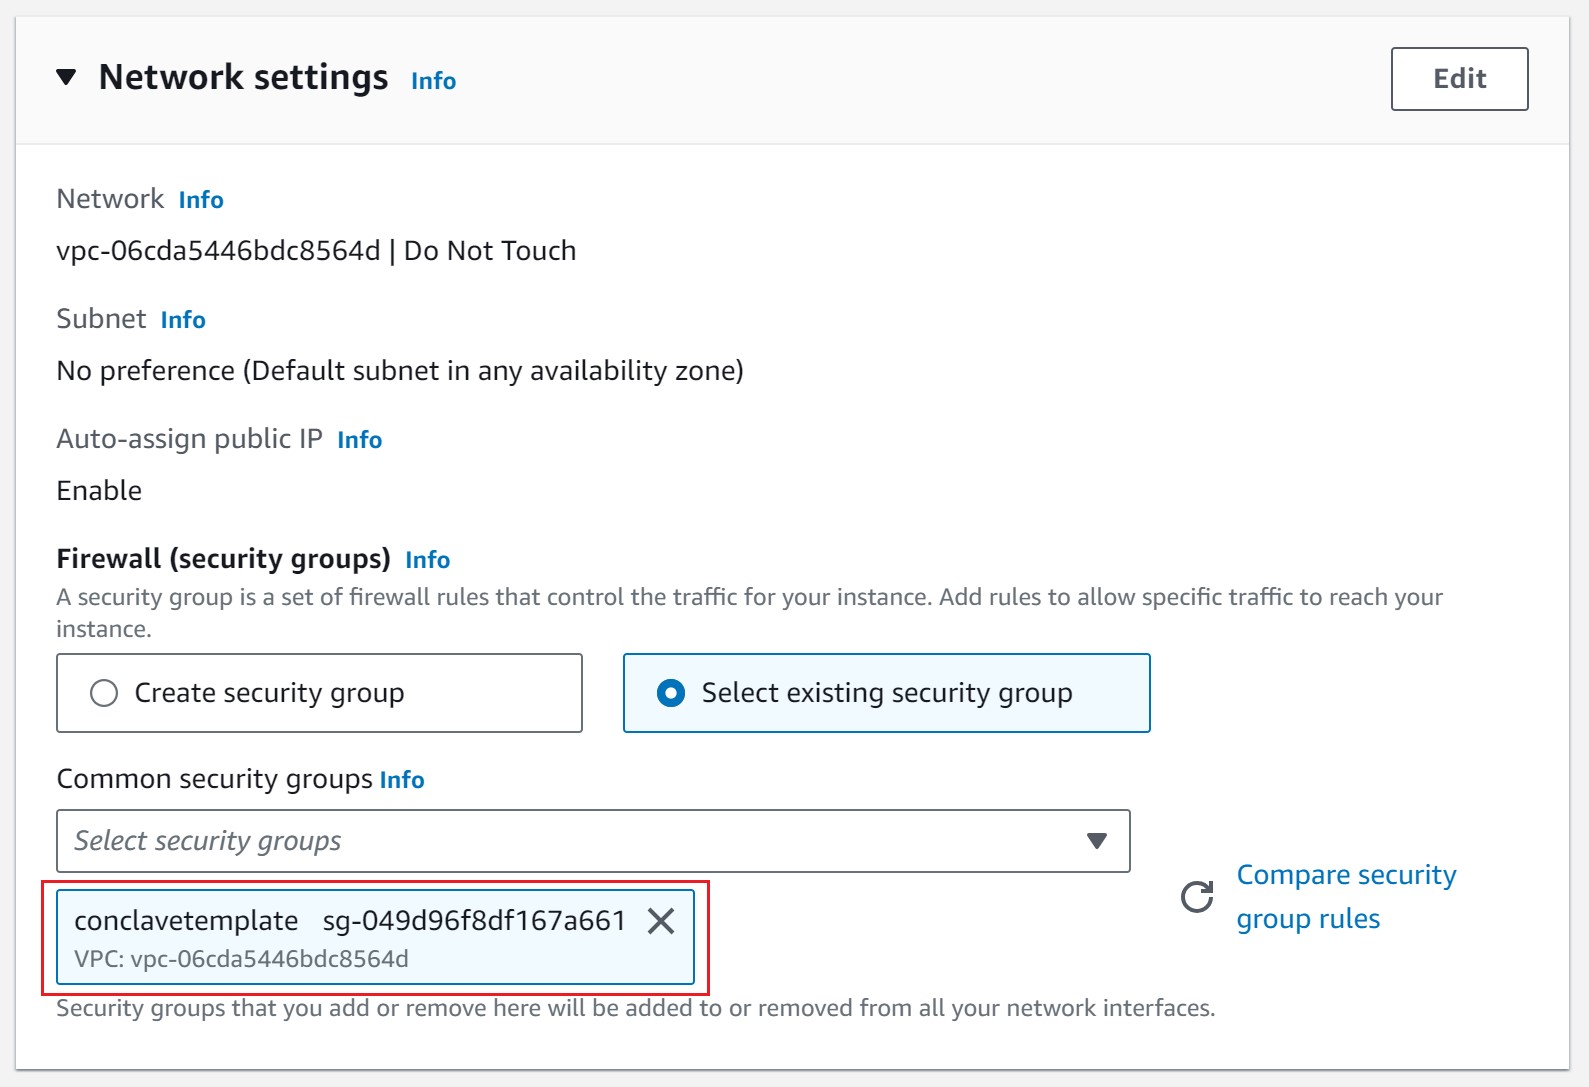 Network settings Info
Edit
Network Info
vpc-06cda5446bdc8564d | Do Not Touch
Subnet Info
No preference (Default subnet in any availability zone)
Auto-assign public IP Info
Enable
Firewall (security groups) Info
A security group is a set of firewall rules that control the traffic for your instance. Add rules to allow specific traffic to reach your
instance.
Create security group
Select existing security group
Common security groups Info
Select security groups
Compare security
group rules
conclavetemplate sg-049d96f8df167a661
VPC: vpc-06cda5446bdc8564d
Security groups that you add or remove here will be added to or removed from all your network interfaces.